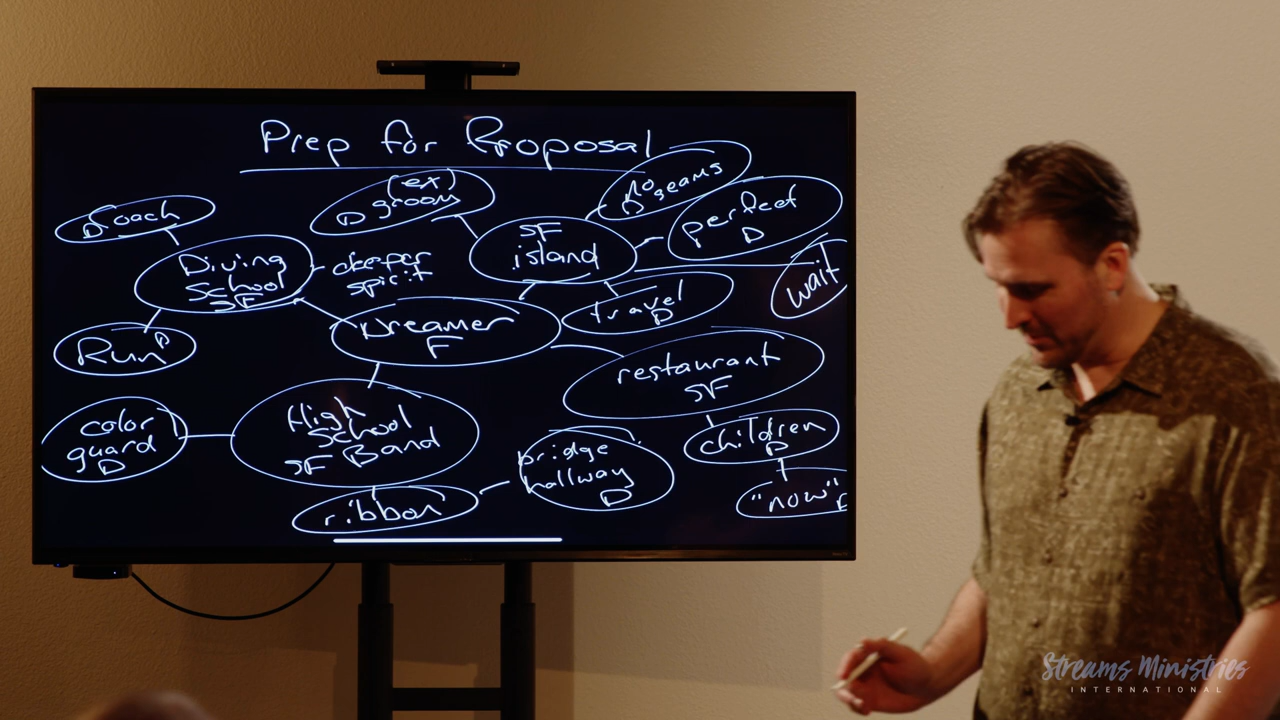 Prep for Proposal
Coach
D
Diving
School
SF
deeper
spirit
Run D
(ex)
groom
D
SF
island
no
seams
D
perfect
D
wait
travel
D
Dreamer
F
restaurant
SF
children
D
"now"
color
guard
D
High
School
SF Band
ribbon
bridge
hallway
D
Streams Ministries
INTERNATIONAL